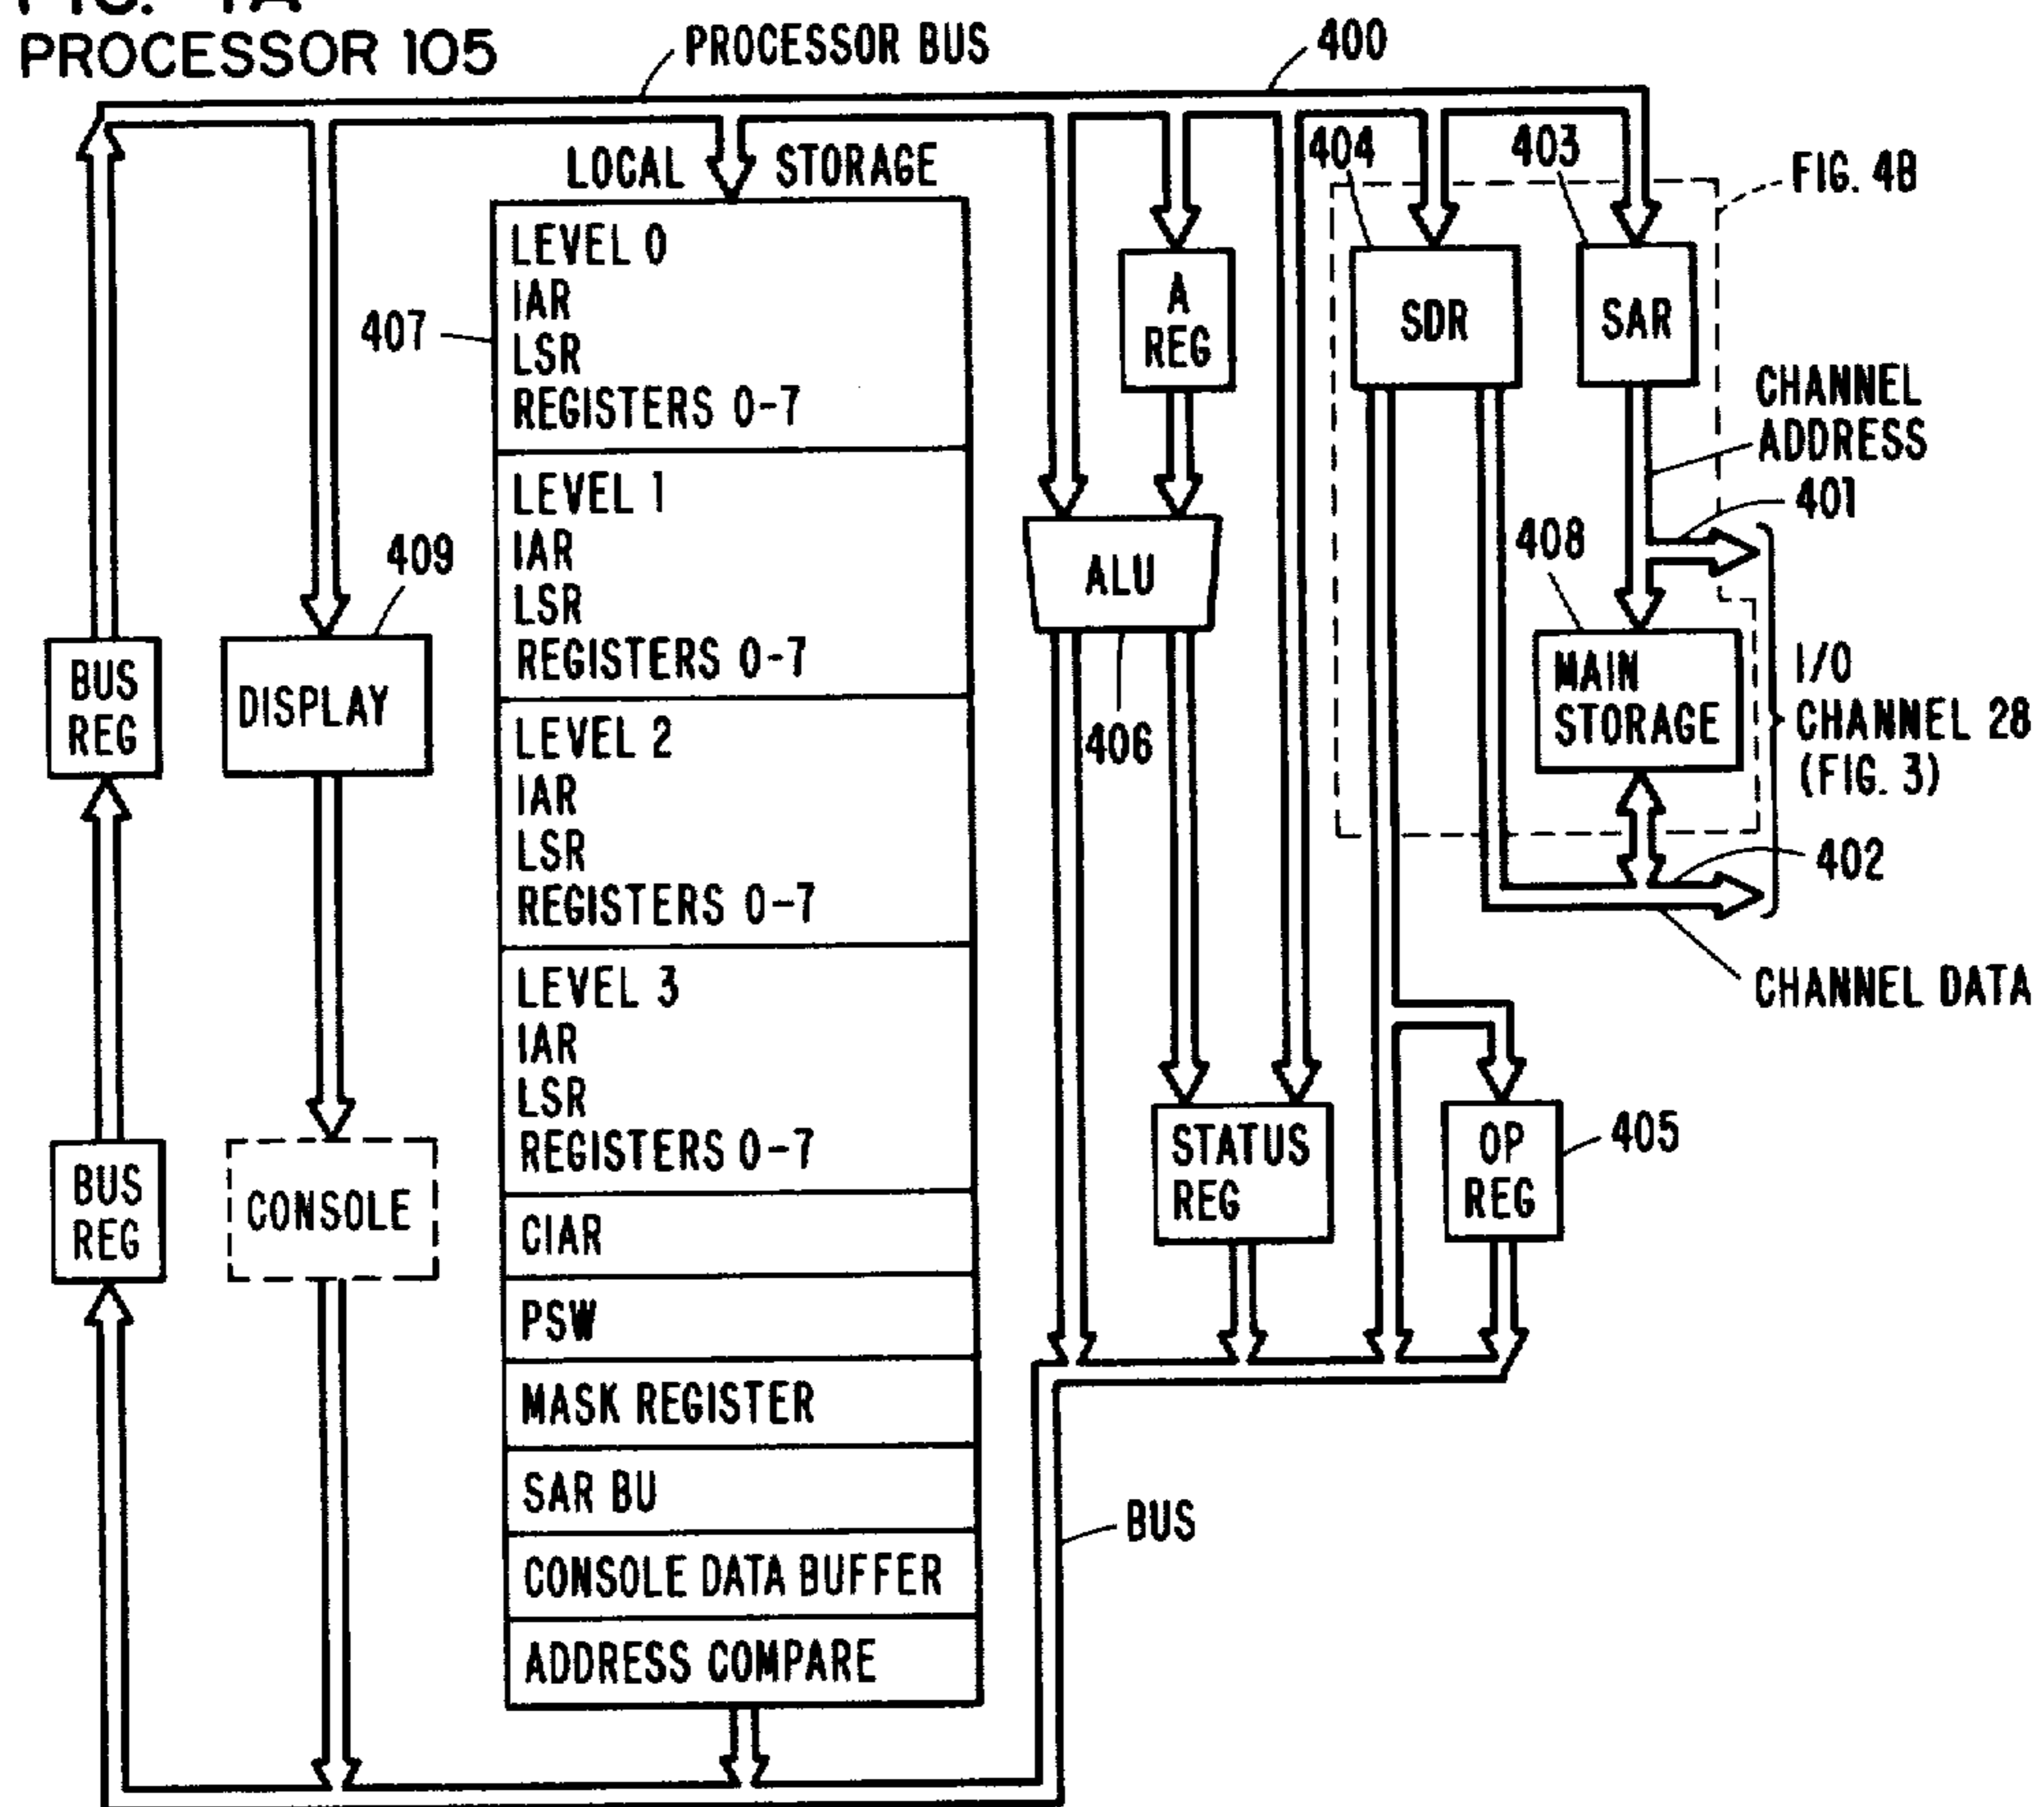 PROCESSOR 105
PROCESSOR BUS
400
LOCAL STORAGE
404
403
FIG. 4B
407
LEVEL 0
IAR
LSR
REGISTERS 0-7
A
REG
SDR
SAR
CHANNEL
ADDRESS
401
LEVEL 1
IAR
LSR
REGISTERS 0-7
409
ALU
408
406
BUS
REG
DISPLAY
MAIN
STORAGE
I/O
CHANNEL 28
(FIG. 3)
LEVEL 2
IAR
LSR
REGISTERS 0-7
402
CHANNEL DATA
LEVEL 3
IAR
LSR
REGISTERS 0-7
BUS
REG
CONSOLE
STATUS
REG
OP
REG
405
CIAR
PSW
MASK REGISTER
SAR BU
CONSOLE DATA BUFFER
ADDRESS COMPARE
BUS